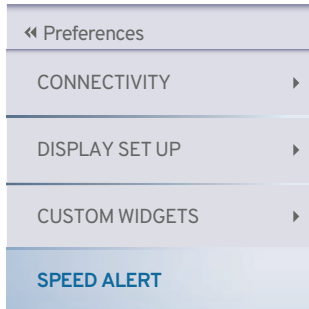 Preferences
CONNECTIVITY
DISPLAY SET UP
CUSTOM WIDGETS
SPEED ALERT